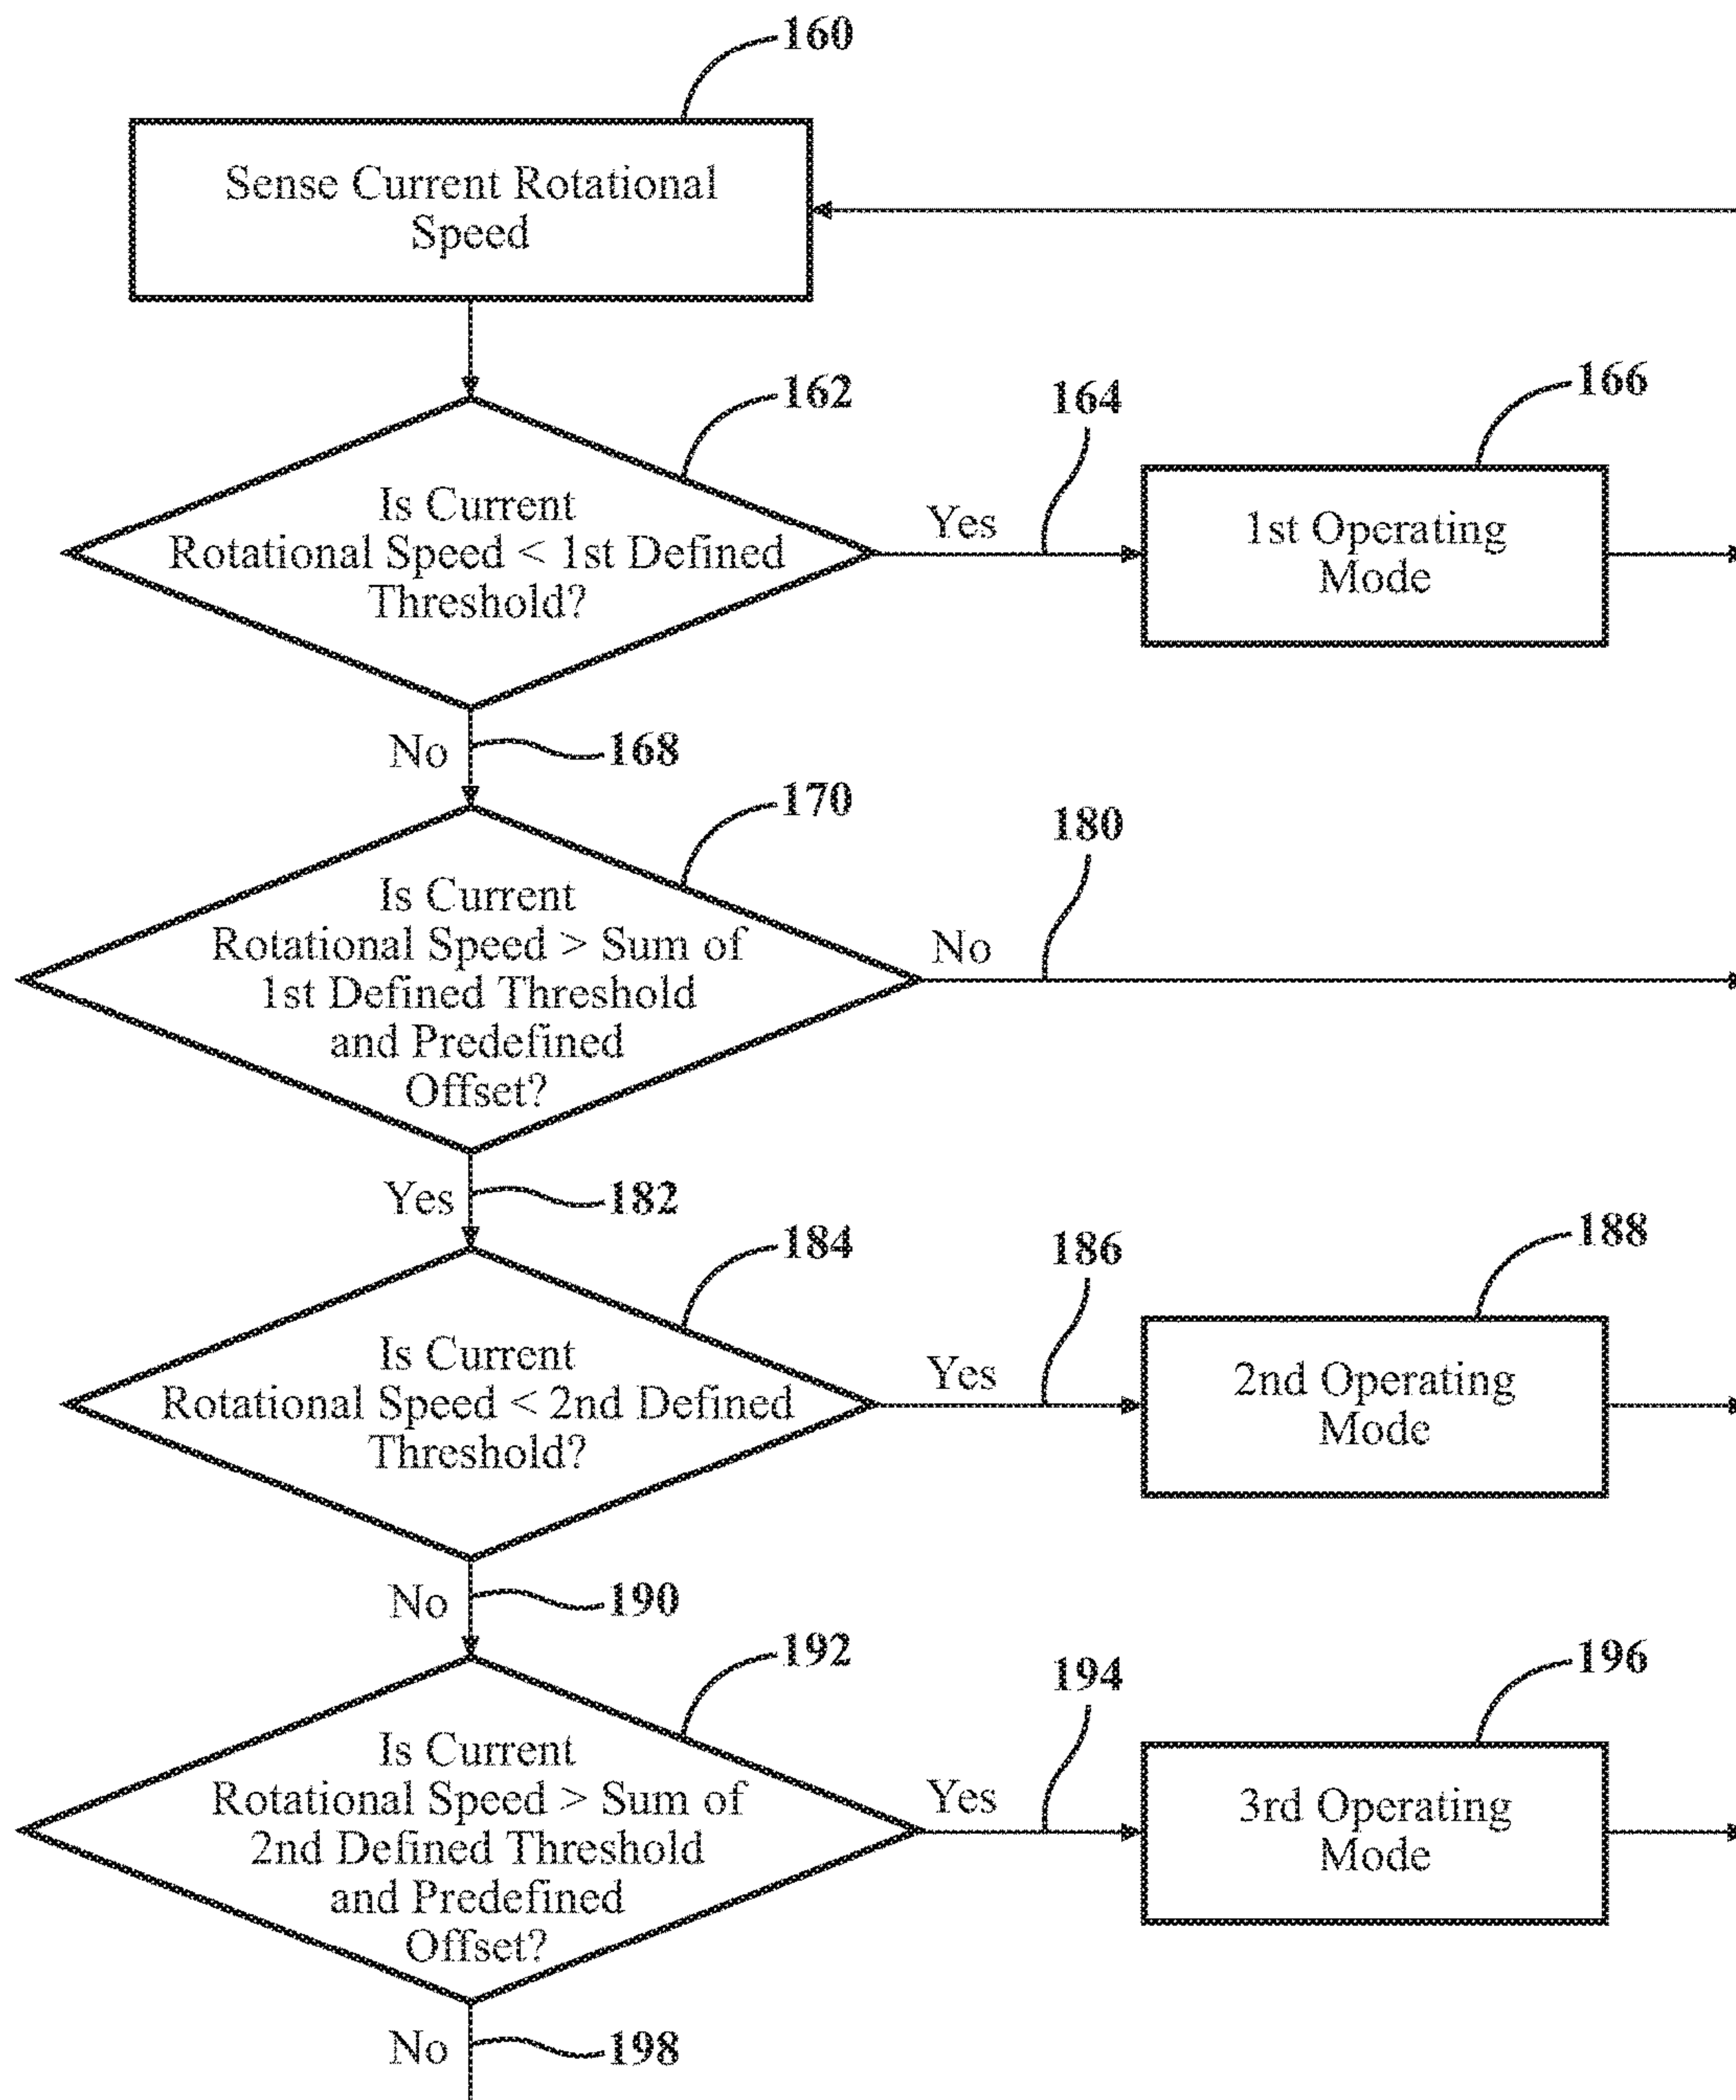 160
Sense Current Rotational
Speed
162
164
166
Is Current
Rotational Speed < 1st Defined
Threshold?
Yes
1st Operating
Mode
No
168
170
180
Is Current
Rotational Speed > Sum of
1st Defined Threshold
and Predefined
Offset?
No
Yes
182
184
186
188
Is Current
Rotational Speed < 2nd Defined
Threshold?
Yes
2nd Operating
Mode
No
190
192
194
196
Is Current
Rotational Speed > Sum of
2nd Defined Threshold
and Predefined
Offset?
Yes
3rd Operating
Mode
No
198